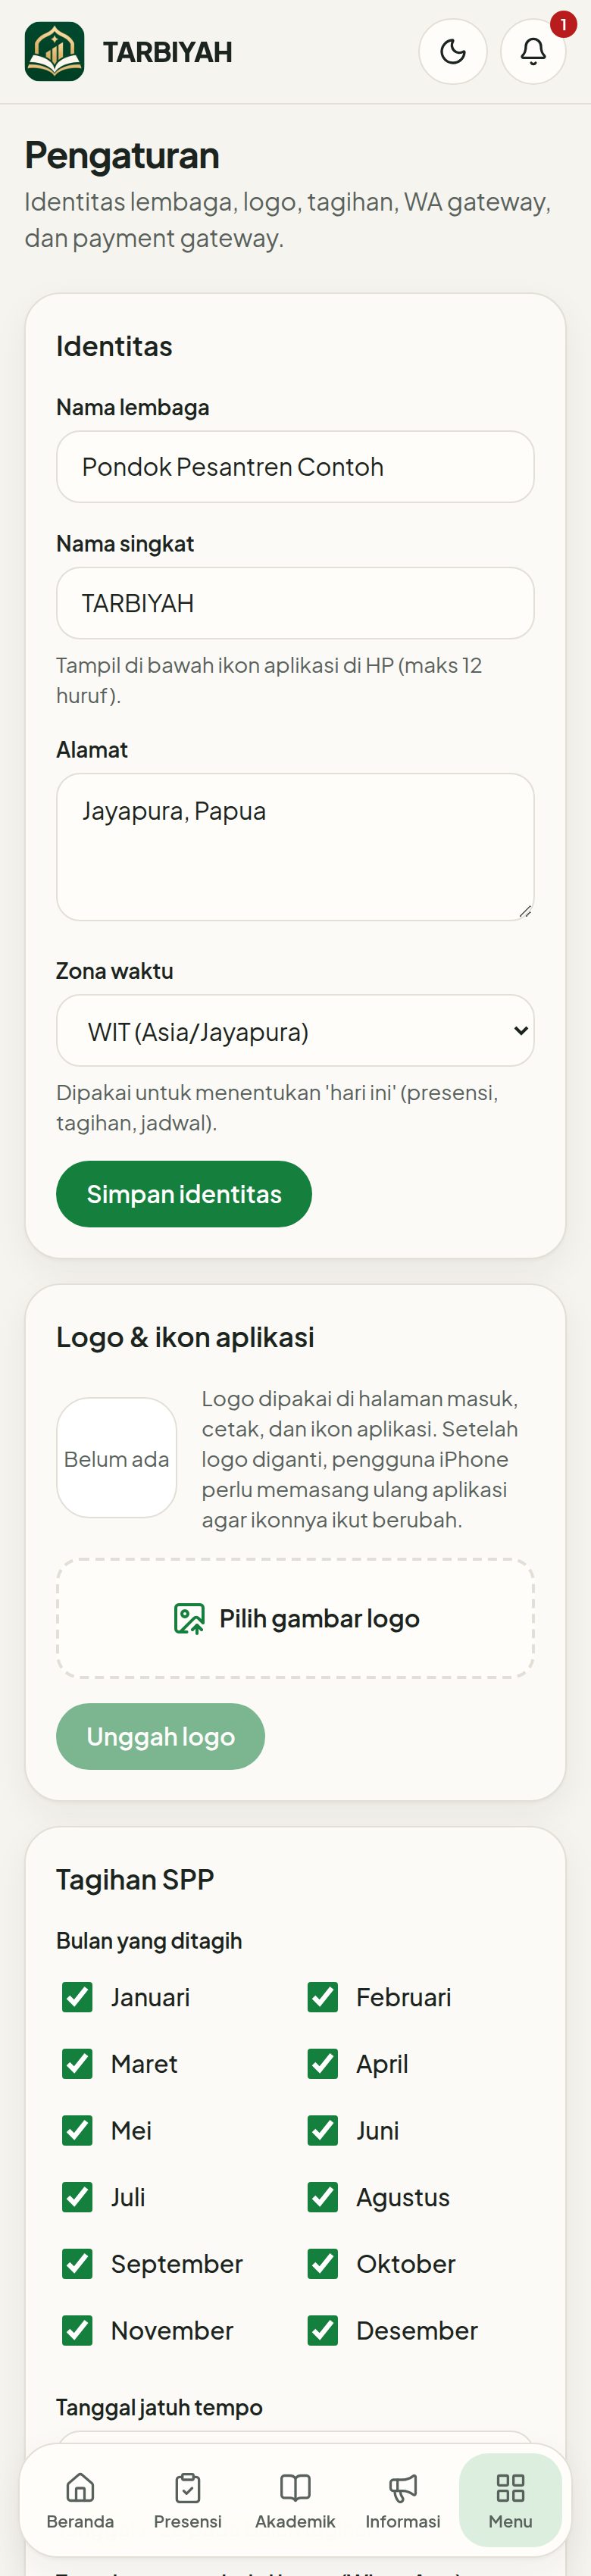 TARBIYAH
1
Pengaturan
Identitas lembaga, logo, tagihan, WA gateway,
dan payment gateway.
Identitas
Nama lembaga
Pondok Pesantren Contoh
Nama singkat
TARBIYAH
Tampil di bawah ikon aplikasi di HP (maks 12
huruf).
Alamat
Jayapura, Papua
Zona waktu
WIT (Asia/Jayapura)
Dipakai untuk menentukan 'hari ini' (presensi,
tagihan, jadwal).
Simpan identitas
Logo & ikon aplikasi
Belum ada
Logo dipakai di halaman masuk,
cetak, dan ikon aplikasi. Setelah
logo diganti, pengguna iPhone
perlu memasang ulang aplikasi
agar ikonnya ikut berubah.
Pilih gambar logo
Unggah logo
Tagihan SPP
Bulan yang ditagih
Januari Februari
Maret April
Mei Juni
Juli Agustus
September Oktober
November Desember
Tanggal jatuh tempo
Beranda Presensi Akademik Informasi Menu